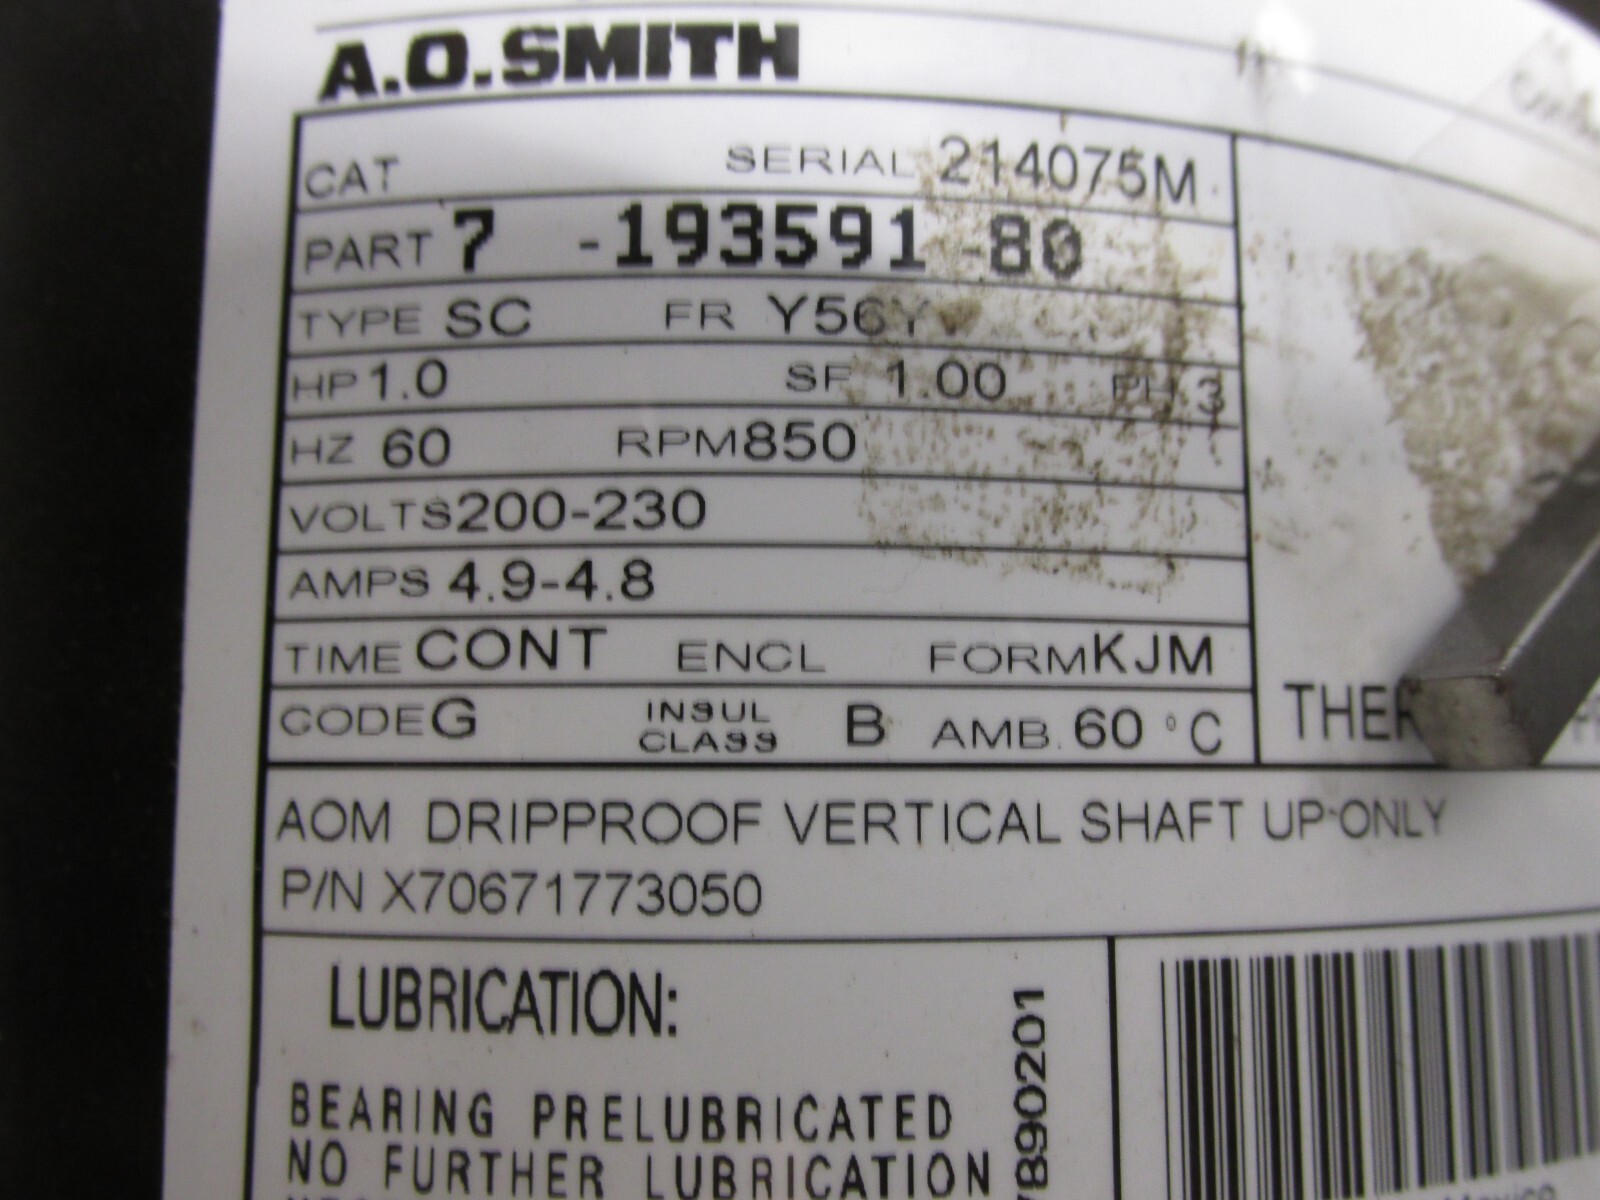 A.O.SMITH
CAT SERIAL 214075M
PART 7 -193591 -80
TYPE SC FR Y56Y
HP 1.0 SF 1.00 PH 3
HZ 60 RPM 850
VOLTS 200-230
AMPS 4.9-4.8
TIME CONT ENCL FORM KJM
CODE G INSUL CLASS B AMB. 60 °C
AOM DRIPPROOF VERTICAL SHAFT UP-ONLY
P/N X70671773050
LUBRICATION:
BEARING PRELUBRICATED
NO FURTHER LUBRICATION